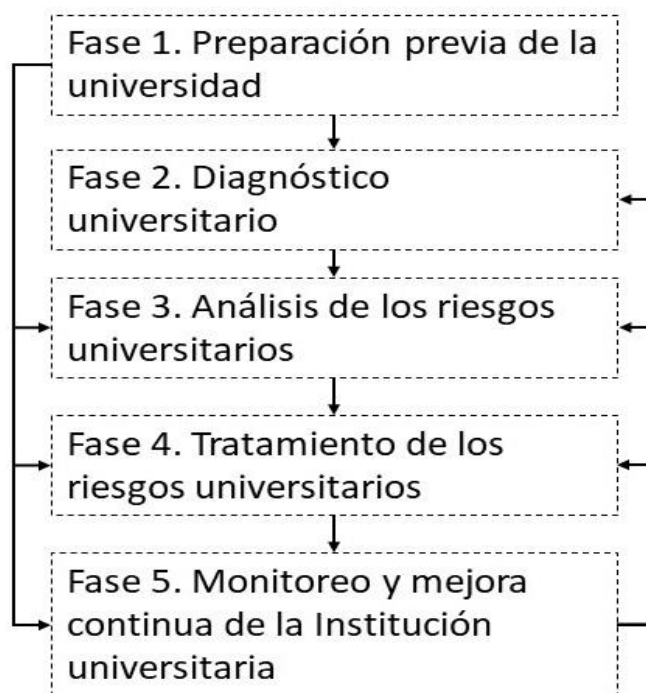 Fase 1. Preparación previa de la
universidad
Fase 2. Diagnóstico
universitario
Fase 3. Análisis de los riesgos
universitarios
Fase 4. Tratamiento de los
riesgos universitarios
Fase 5. Monitoreo y mejora
continua de la Institución
universitaria